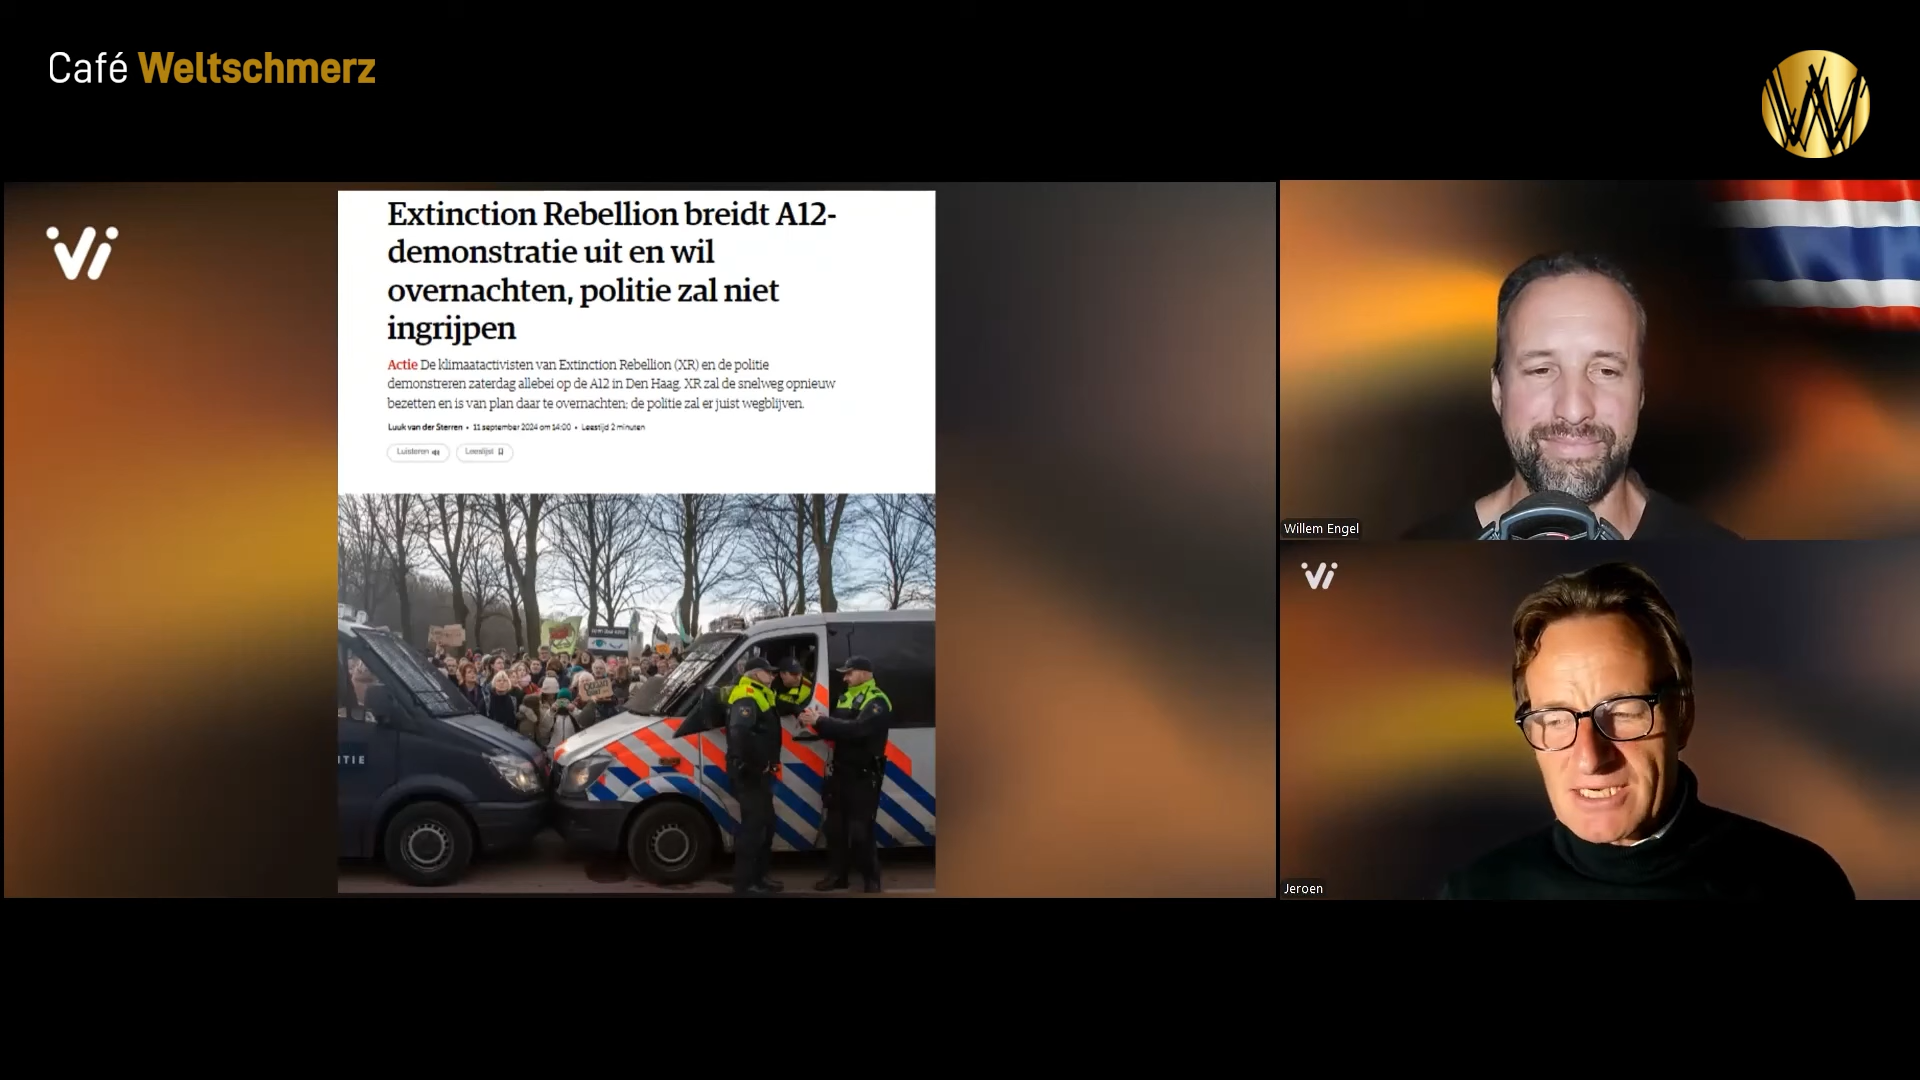 Café Weltschmerz
Extinction Rebellion breidt A12-
demonstratie uit en wil
overnachten, politie zal niet
ingrijpen
Actie De klimaatactivisten van Extinction Rebellion (XR) en de politie
demonstreren zaterdag allebei op de A12 in Den Haag. XR zal de snelweg opnieuw
bezetten en is van plan daar te overnachten; de politie zal er juist wegblijven.
Luuk van der Sterren • 11 september 2024 om 14:00 • Leestijd 2 minuten
Luisteren
Leeslijst
ITIE
Willem Engel
Jeroen